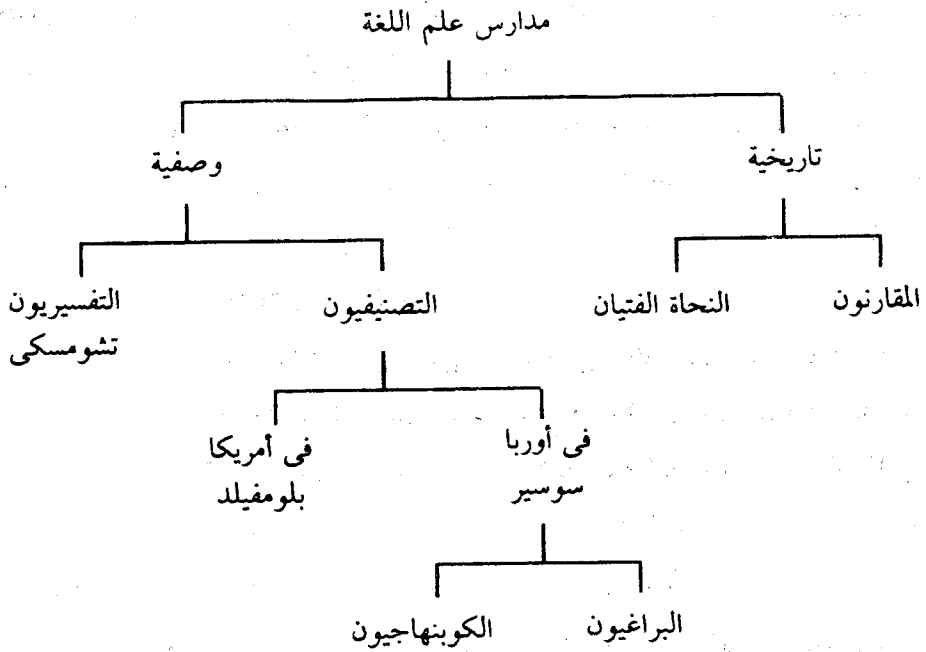 مدارس علم اللغة
تاريخية
وصفية
المقارنون
النحاة الفتيان
التصنيفيون
التفسيريون
تشومسكى
فى أوربا
سوسير
فى أمريكا
بلومفيلد
البراغيون
الكوبنهاجيون